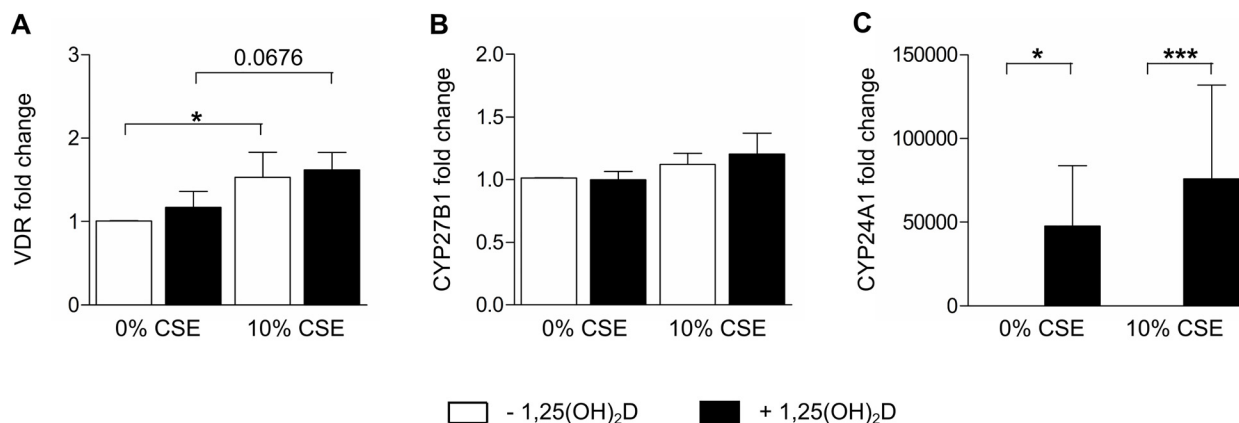 A
VDR fold change
3
2
1
0
0.0676
*
0% CSE
10% CSE
B
CYP27B1 fold change
2.0
1.5
1.0
0.5
0.0
0% CSE
10% CSE
C
CYP24A1 fold change
150000
100000
50000
0
*
***
0% CSE
10% CSE
- 1,25(OH)₂D
+ 1,25(OH)₂D